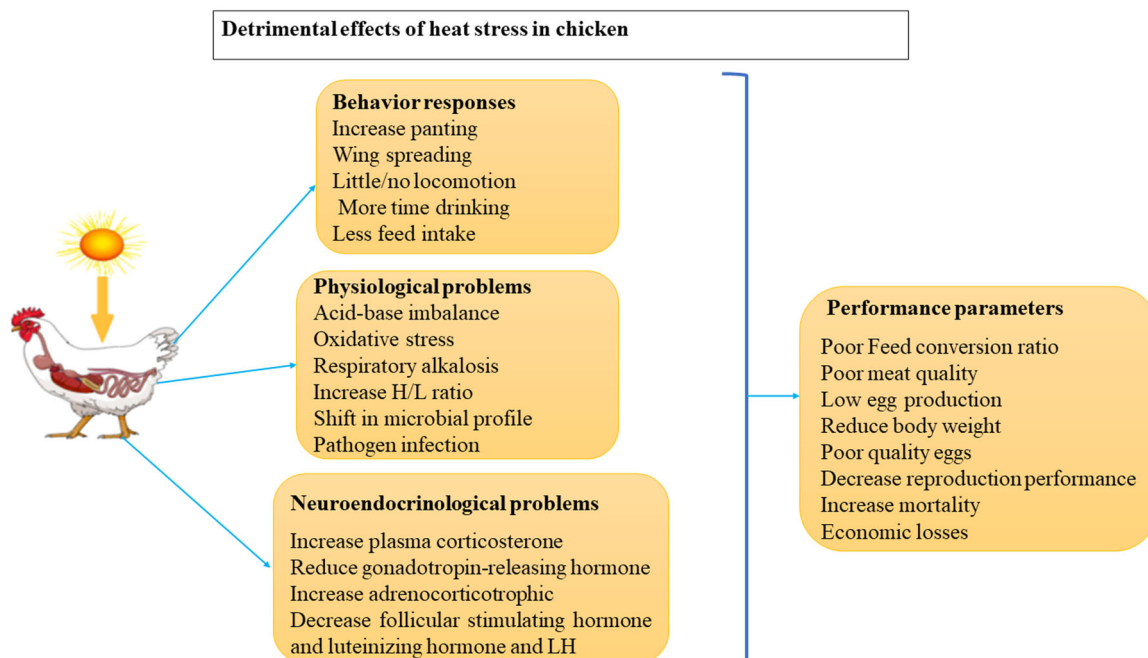 Detrimental effects of heat stress in chicken
Behavior responses
Increase panting
Wing spreading
Little/no locomotion
More time drinking
Less feed intake
Physiological problems
Acid-base imbalance
Oxidative stress
Respiratory alkalosis
Increase H/L ratio
Shift in microbial profile
Pathogen infection
Neuroendocrinological problems
Increase plasma corticosterone
Reduce gonadotropin-releasing hormone
Increase adrenocorticotrophic
Decrease follicular stimulating hormone
and luteinizing hormone and LH
Performance parameters
Poor Feed conversion ratio
Poor meat quality
Low egg production
Reduce body weight
Poor quality eggs
Decrease reproduction performance
Increase mortality
Economic losses